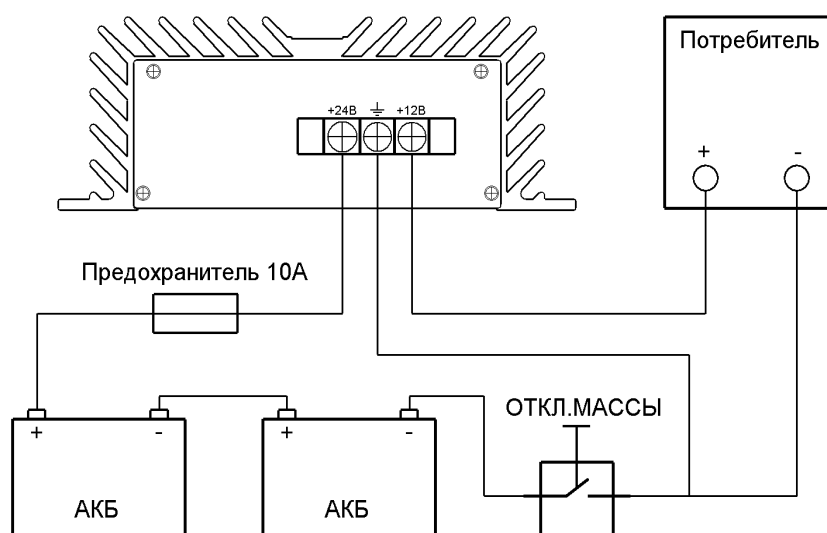 Потребитель
+24В +12В
+ -
Предохранитель 10А
ОТКЛ.МАССЫ
+ - + -
АКБ АКБ